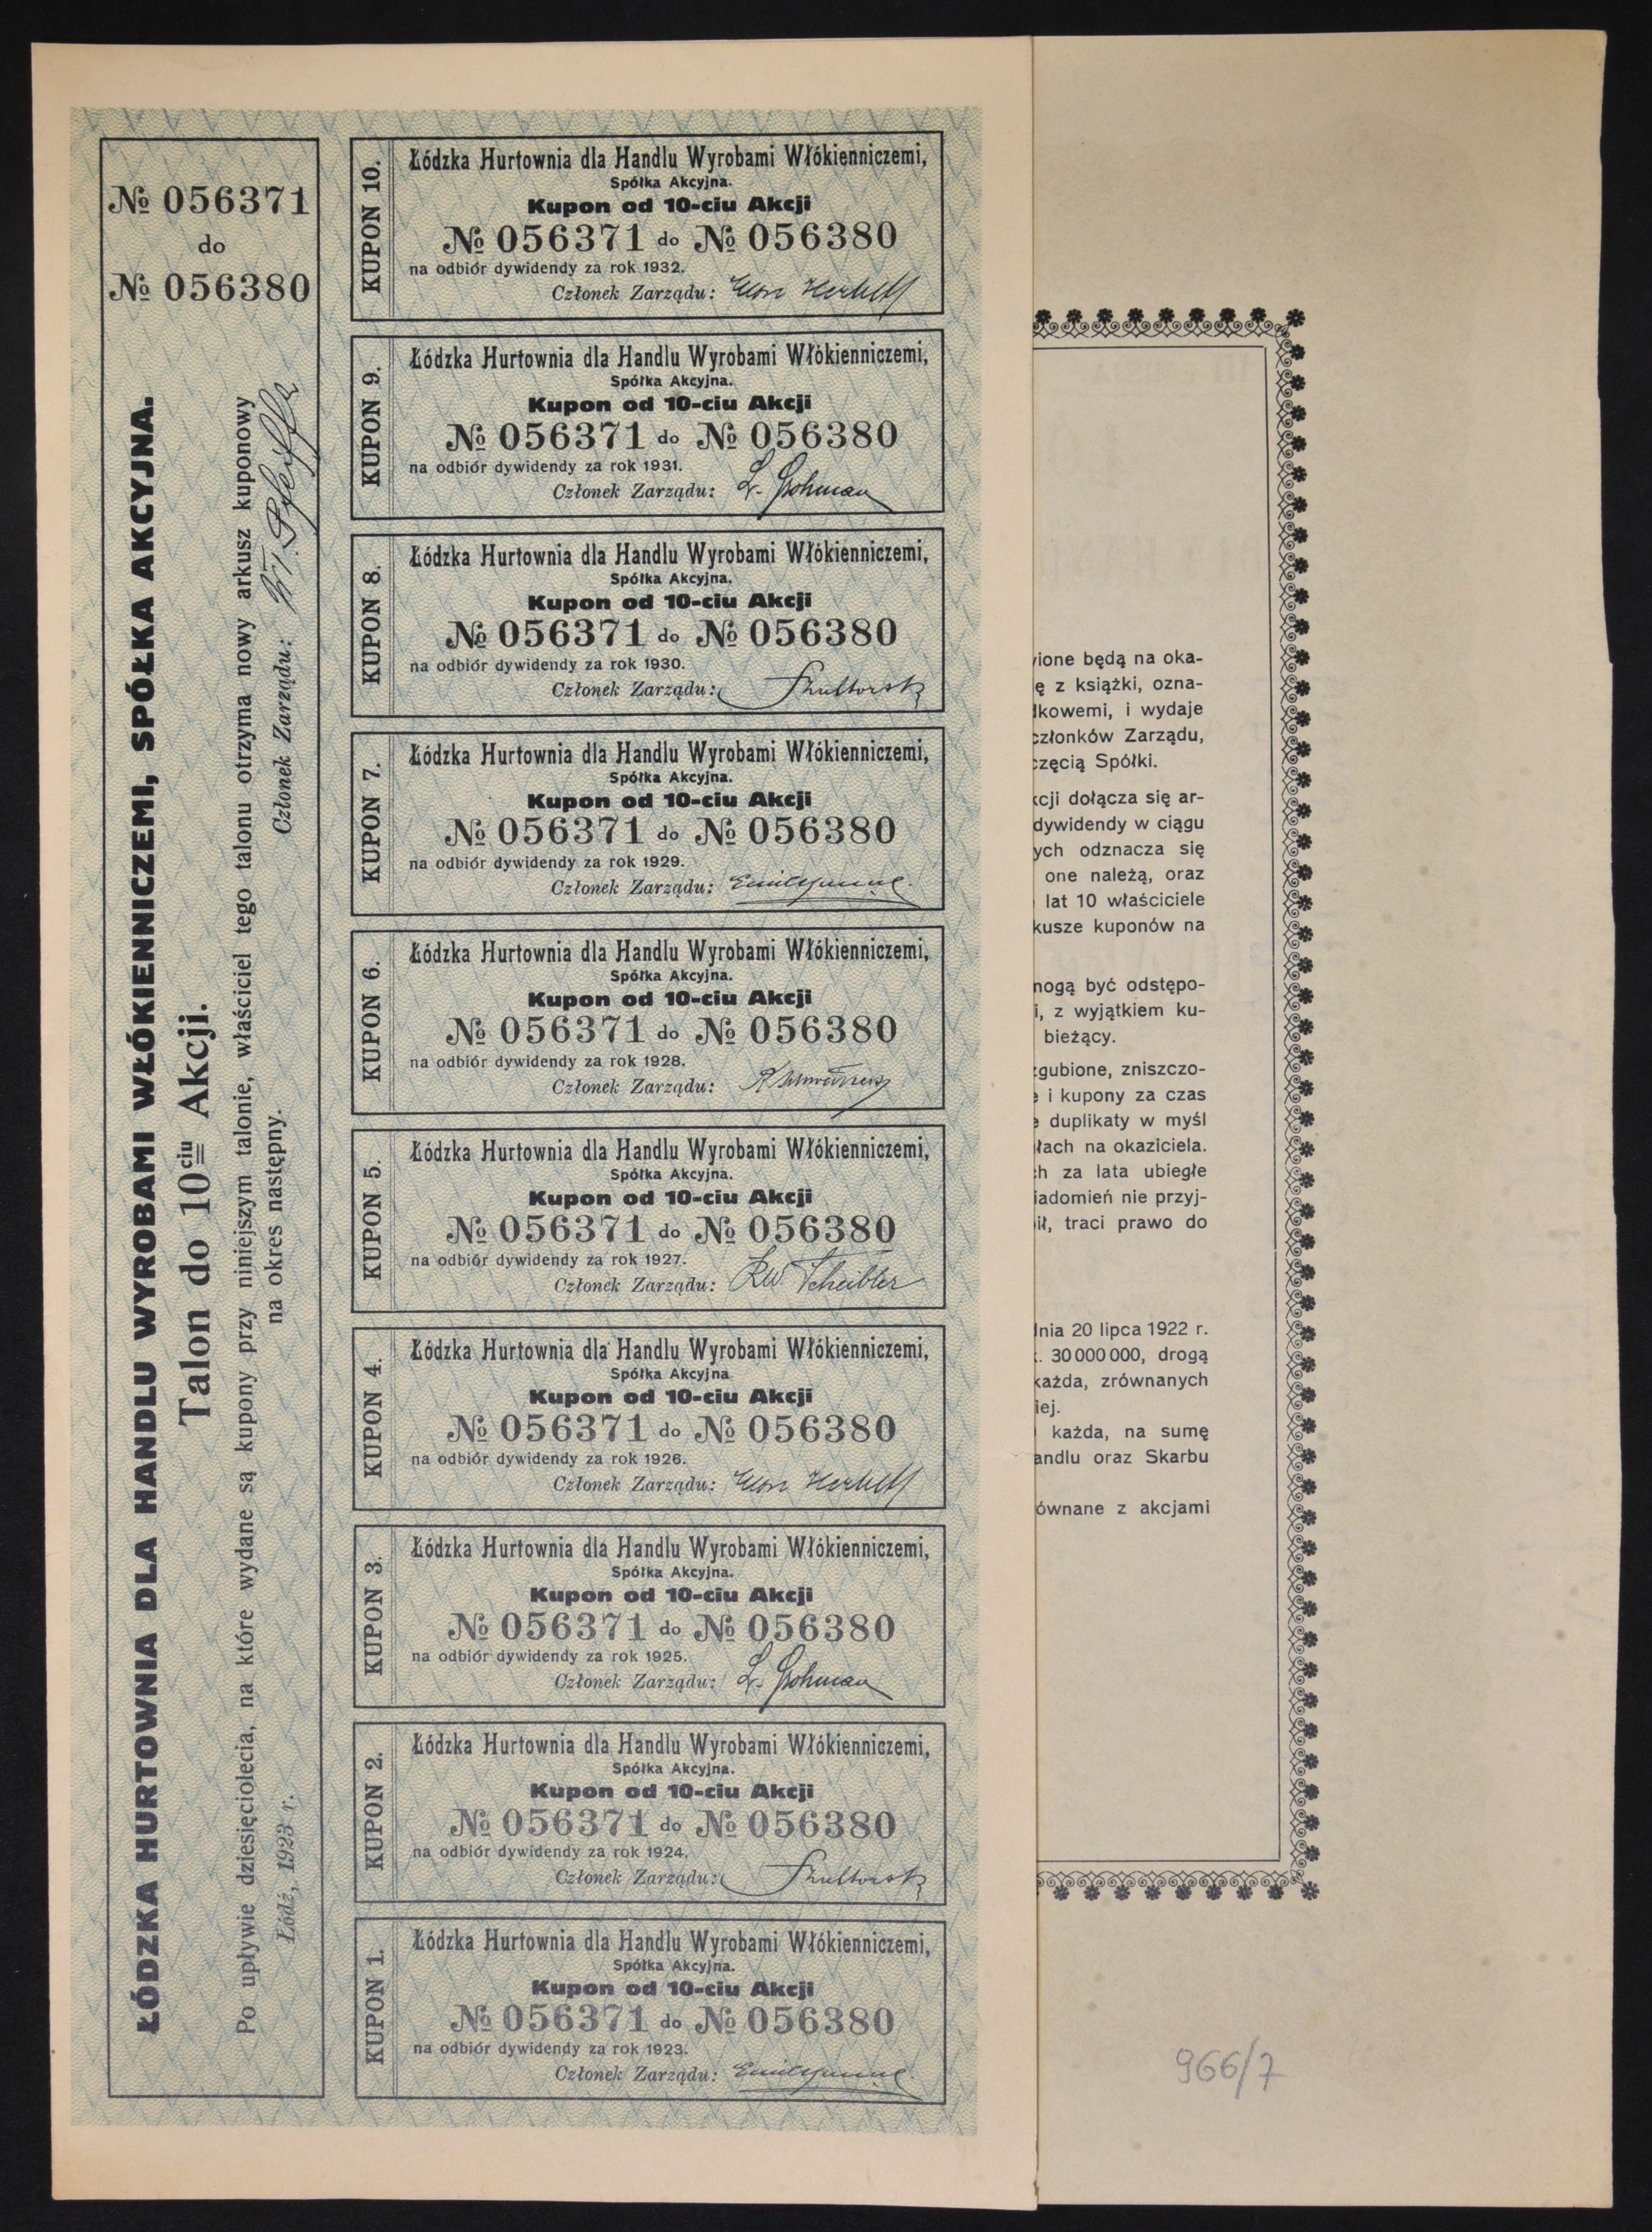 № 056371
do
№ 056380
ŁÓDZKA HURTOWNIA DLA HANDLU WYROBAMI WŁÓKIENNICZEMI, SPÓŁKA AKCYJNA.
Talon do 10ciu Akcji.
Po upływie dziesięciolecia, na które wydane są kupony przy niniejszym talonie, właściciel tego talonu otrzyma nowy arkusz kuponowy
na okres następny.
Łódź, 1923 r.
Członek Zarządu:
KUPON 10.
Łódzka Hurtownia dla Handlu Wyrobami Włókienniczemi,
Spółka Akcyjna.
Kupon od 10-ciu Akcji
№ 056371 do № 056380
na odbiór dywidendy za rok 1932.
Członek Zarządu:
KUPON 9.
Łódzka Hurtownia dla Handlu Wyrobami Włókienniczemi,
Spółka Akcyjna.
Kupon od 10-ciu Akcji
№ 056371 do № 056380
na odbiór dywidendy za rok 1931.
Członek Zarządu: L. Grohman
KUPON 8.
Łódzka Hurtownia dla Handlu Wyrobami Włókienniczemi,
Spółka Akcyjna.
Kupon od 10-ciu Akcji
№ 056371 do № 056380
na odbiór dywidendy za rok 1930.
Członek Zarządu:
KUPON 7.
Łódzka Hurtownia dla Handlu Wyrobami Włókienniczemi,
Spółka Akcyjna.
Kupon od 10-ciu Akcji
№ 056371 do № 056380
na odbiór dywidendy za rok 1929.
Członek Zarządu:
KUPON 6.
Łódzka Hurtownia dla Handlu Wyrobami Włókienniczemi,
Spółka Akcyjna.
Kupon od 10-ciu Akcji
№ 056371 do № 056380
na odbiór dywidendy za rok 1928.
Członek Zarządu:
KUPON 5.
Łódzka Hurtownia dla Handlu Wyrobami Włókienniczemi,
Spółka Akcyjna.
Kupon od 10-ciu Akcji
№ 056371 do № 056380
na odbiór dywidendy za rok 1927.
Członek Zarządu: Scheibler
KUPON 4.
Łódzka Hurtownia dla Handlu Wyrobami Włókienniczemi,
Spółka Akcyjna
Kupon od 10-ciu Akcji
№ 056371 do № 056380
na odbiór dywidendy za rok 1926.
Członek Zarządu:
KUPON 3.
Łódzka Hurtownia dla Handlu Wyrobami Włókienniczemi,
Spółka Akcyjna.
Kupon od 10-ciu Akcji
№ 056371 do № 056380
na odbiór dywidendy za rok 1925.
Członek Zarządu: L. Grohman
KUPON 2.
Łódzka Hurtownia dla Handlu Wyrobami Włókienniczemi,
Spółka Akcyjna.
Kupon od 10-ciu Akcji
№ 056371 do № 056380
na odbiór dywidendy za rok 1924.
Członek Zarządu:
KUPON 1.
Łódzka Hurtownia dla Handlu Wyrobami Włókienniczemi,
Spółka Akcyjna.
Kupon od 10-ciu Akcji
№ 056371 do № 056380
na odbiór dywidendy za rok 1923.
Członek Zarządu:
ione będą na oka-
ę z książki, ozna-
kowemi, i wydaje
członków Zarządu,
częcią Spółki.
cji dołącza się ar-
dywidendy w ciągu
ych odznacza się
one należą, oraz
lat 10 właściciele
kusze kuponów na
nogą być odstępo-
i, z wyjątkiem ku-
bieżący.
gubione, zniszczo-
i kupony za czas
duplikaty w myśl
łach na okaziciela.
h za lata ubiegłe
iadomień nie przyj-
ił, traci prawo do
nia 20 lipca 1922 r.
. 30 000 000, drogą
każda, zrównanych
iej.
każda, na sumę
andlu oraz Skarbu
ównane z akcjami
966/7